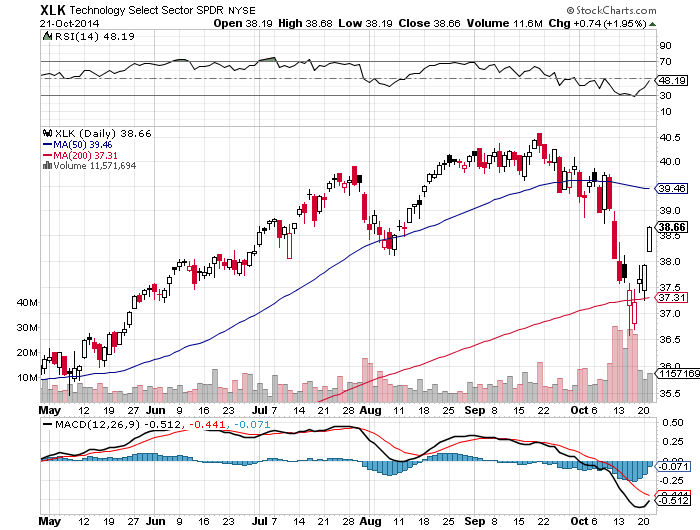 XLK Technology Select Sector SPDR NYSE © StockCharts.com
21-Oct-2014 Open 38.19 High 38.68 Low 38.19 Close 38.66 Volume 11.6M Chg +0.74 (+1.95%)
RSI(14) 48.19
90
70
48.19
30
10
XLK (Daily) 38.66
MA(50) 39.46
MA(200) 37.31
Volume 11,571,694
40.5
40.0
39.46
39.0
38.66
38.5
38.0
37.5
37.31
37.0
36.5
36.0
35.5
40M
30M
20M
10M
1157169
May 12 19 27 Jun 9 16 23 Jul 7 14 21 28 Aug 11 18 25 Sep 8 15 22 Oct 6 13 20
MACD(12,26,9) -0.512, -0.441, -0.071
0.50
0.25
-0.071
-0.25
-0.441
-0.512
May 12 19 27 Jun 9 16 23 Jul 7 14 21 28 Aug 11 18 25 Sep 8 15 22 Oct 6 13 20